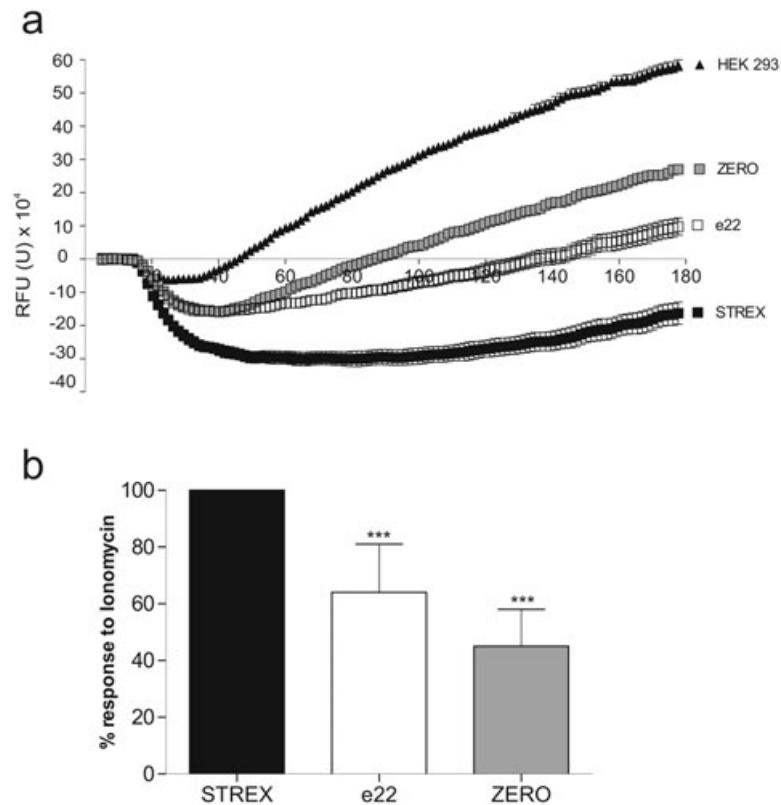 a
60
50
40
30
20
10
0
-10
-20
-30
-40
RFU (U) x 10⁴
20 40 60 80 100 120 140 160 180
HEK 293
ZERO
e22
STREX
b
100
80
60
40
20
0
% response to Ionomycin
***
***
STREX e22 ZERO